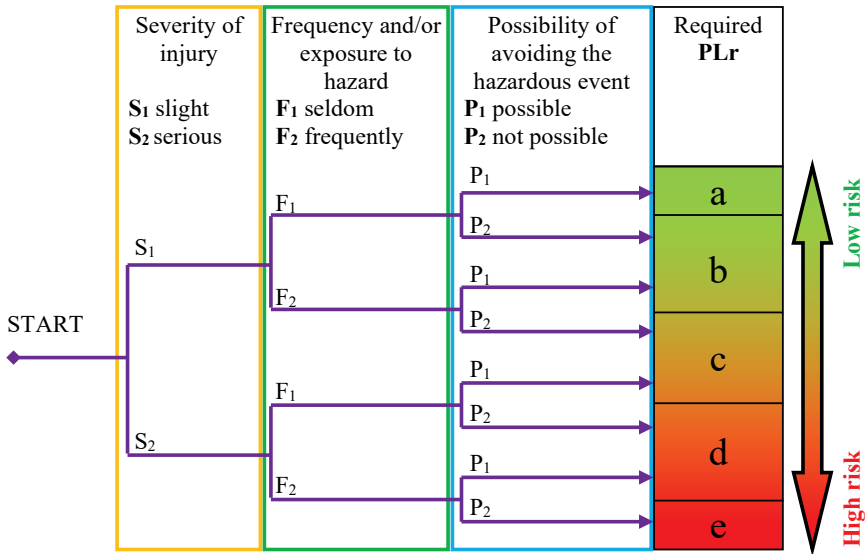 Severity of
injury
S1 slight
S2 serious
Frequency and/or
exposure to
hazard
F1 seldom
F2 frequently
Possibility of
avoiding the
hazardous event
P1 possible
P2 not possible
Required
PLr
START
S1
S2
F1
F2
F1
F2
P1
P2
P1
P2
P1
P2
P1
P2
a
b
c
d
e
Low risk
High risk